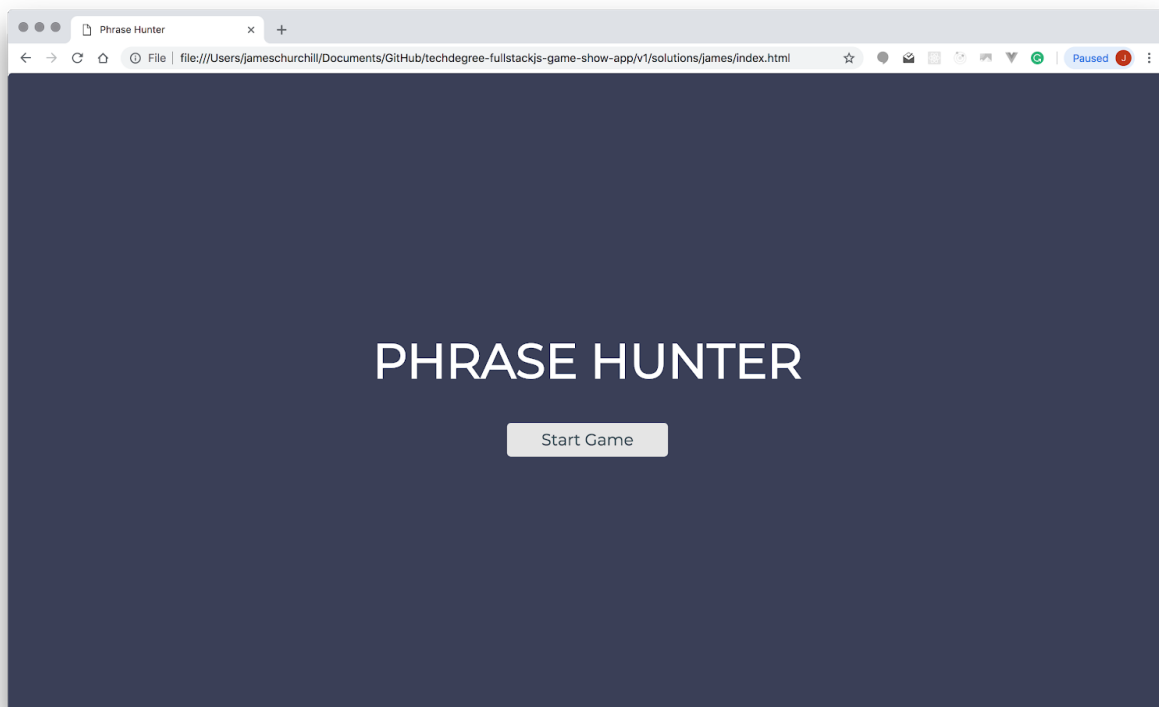 Phrase Hunter
File file:///Users/jameschurchill/Documents/GitHub/techdegree-fullstackjs-game-show-app/v1/solutions/james/index.html Paused J
PHRASE HUNTER
Start Game